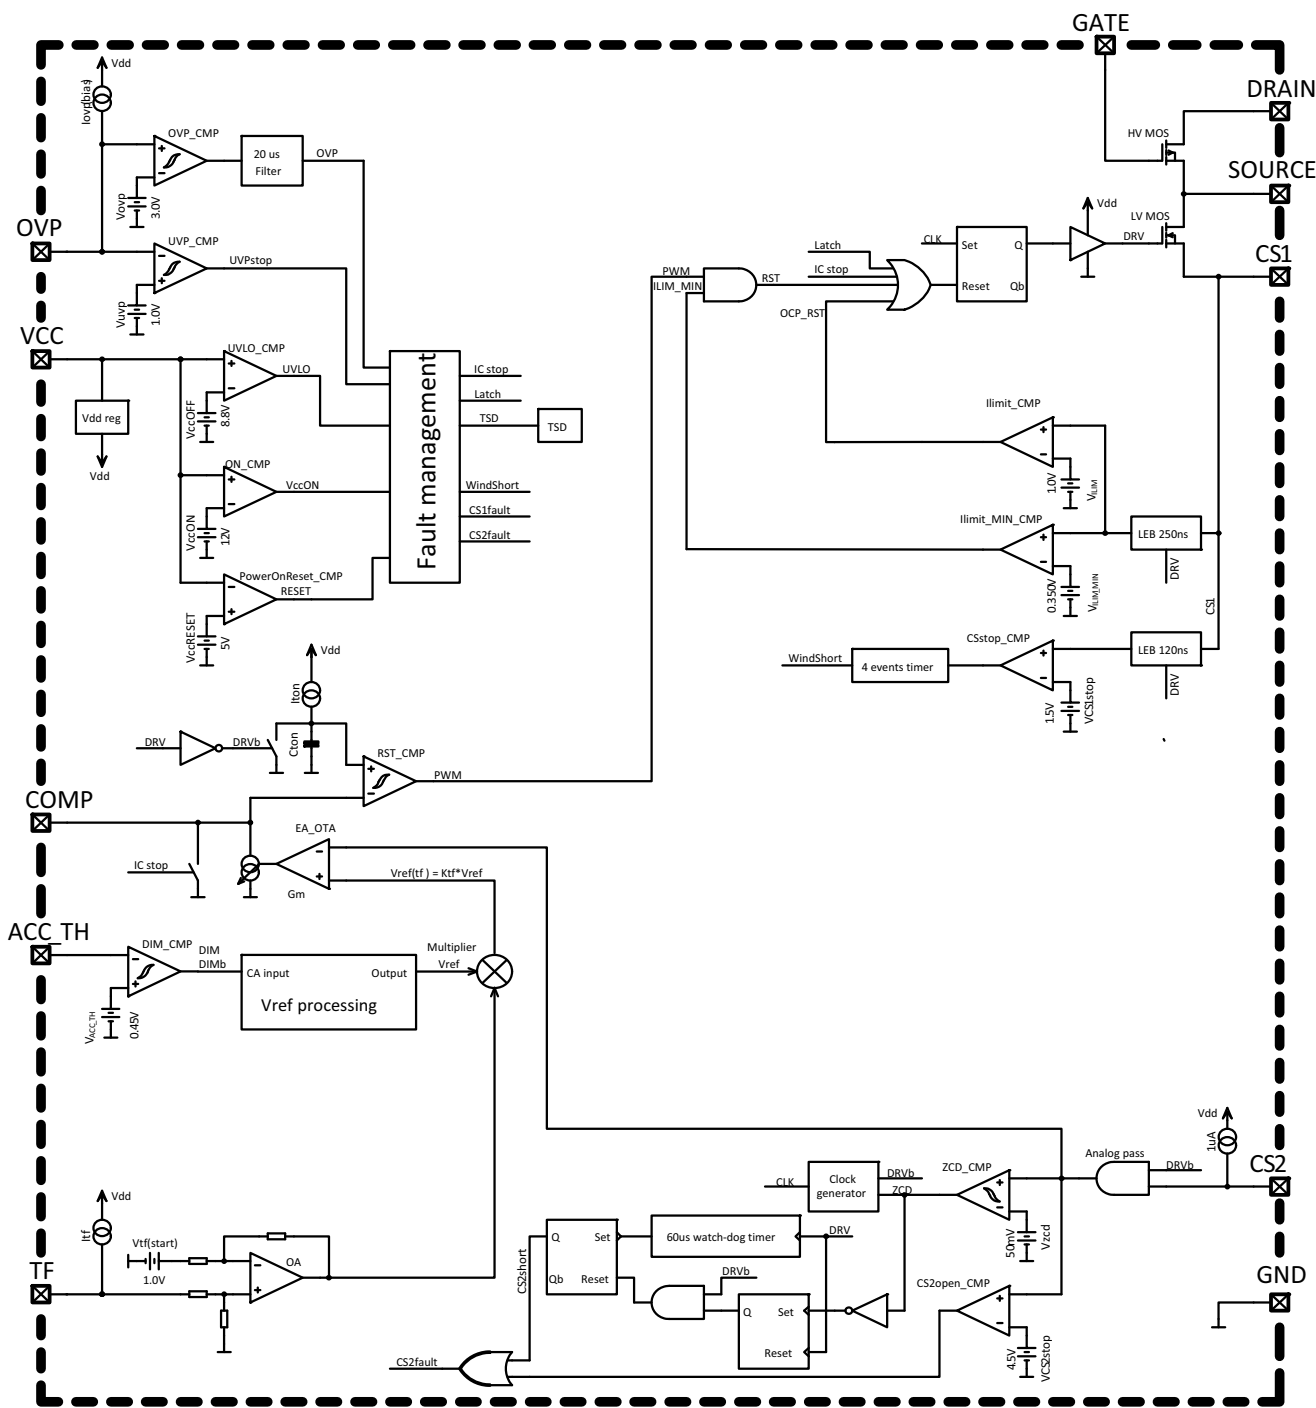 GATE
DRAIN
SOURCE
CS1
CS2
GND
OVP
VCC
COMP
ACC_TH
TF
Vdd
Iovp(bias)
OVP_CMP
20 us
Filter
OVP
Vovp
3.0V
UVP_CMP
UVPstop
Vuvp
1.0V
UVLO_CMP
UVLO
VccOFF
8.8V
Vdd reg
Vdd
ON_CMP
VccON
VccON
12V
PowerOnReset_CMP
RESET
VccRESET
5V
Fault management
IC stop
Latch
TSD
TSD
WindShort
CS1fault
CS2fault
HV MOS
LV MOS
Vdd
DRV
CLK
Set
Q
Reset
Qb
Latch
IC stop
RST
OCP_RST
PWM
ILIM_MIN
Ilimit_CMP
1.0V
VILIM
Ilimit_MIN_CMP
0.350V
VILIM_MIN
LEB 250ns
DRV
CS1
CSstop_CMP
LEB 120ns
DRV
1.5V
VCS1stop
WindShort
4 events timer
Vdd
Iton
Cton
DRV
DRVb
RST_CMP
PWM
EA_OTA
Gm
IC stop
Vref(tf ) = Ktf*Vref
DIM_CMP
DIM
DIMb
VACC_TH
0.45V
CA input
Output
Vref processing
Multiplier
Vref
Vdd
Itf
Vtf(start)
1.0V
OA
Vdd
1uA
Analog pass
DRVb
ZCD_CMP
50mV
Vzcd
CLK
Clock
generator
DRVb
ZCD
Q
Set
Qb
Reset
60us watch-dog timer
DRV
DRVb
Q
Set
Reset
CS2open_CMP
4.5V
VCS2stop
CS2short
CS2fault